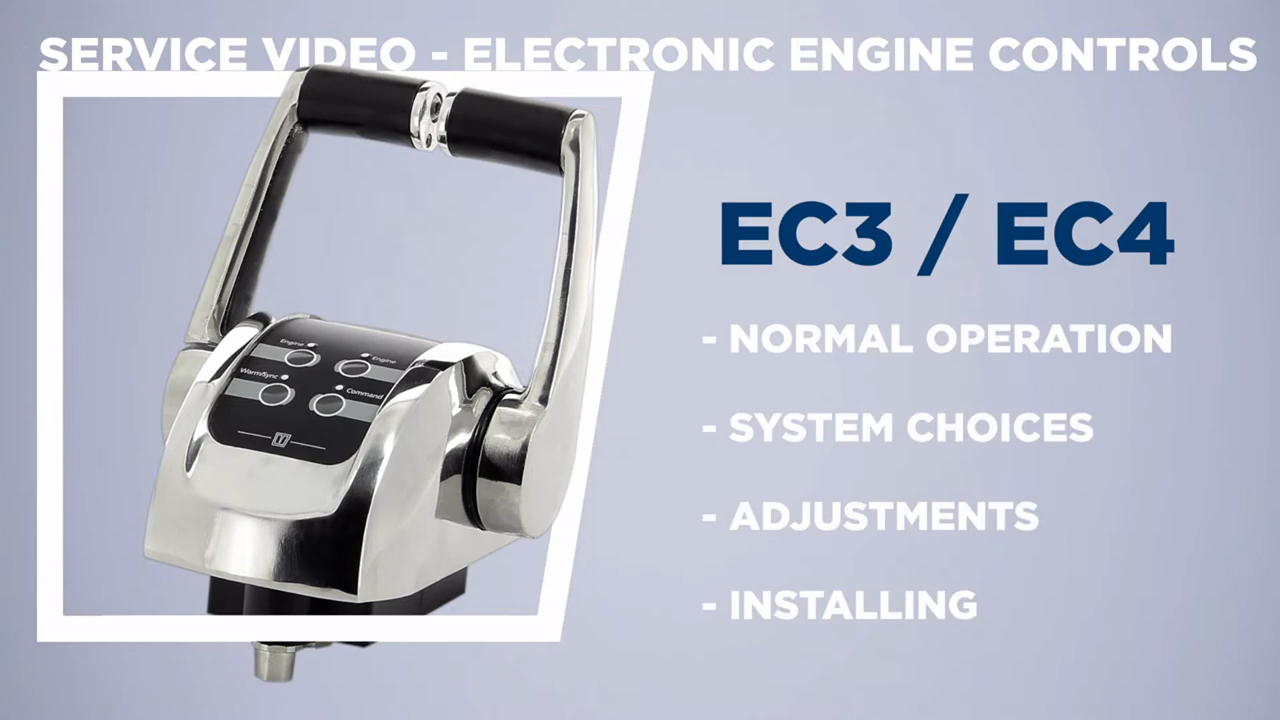 SERVICE VIDEO - ELECTRONIC ENGINE CONTROLS
EC3 / EC4
- NORMAL OPERATION
- SYSTEM CHOICES
- ADJUSTMENTS
- INSTALLING
Engine
Engine
Warm/Sync
Command